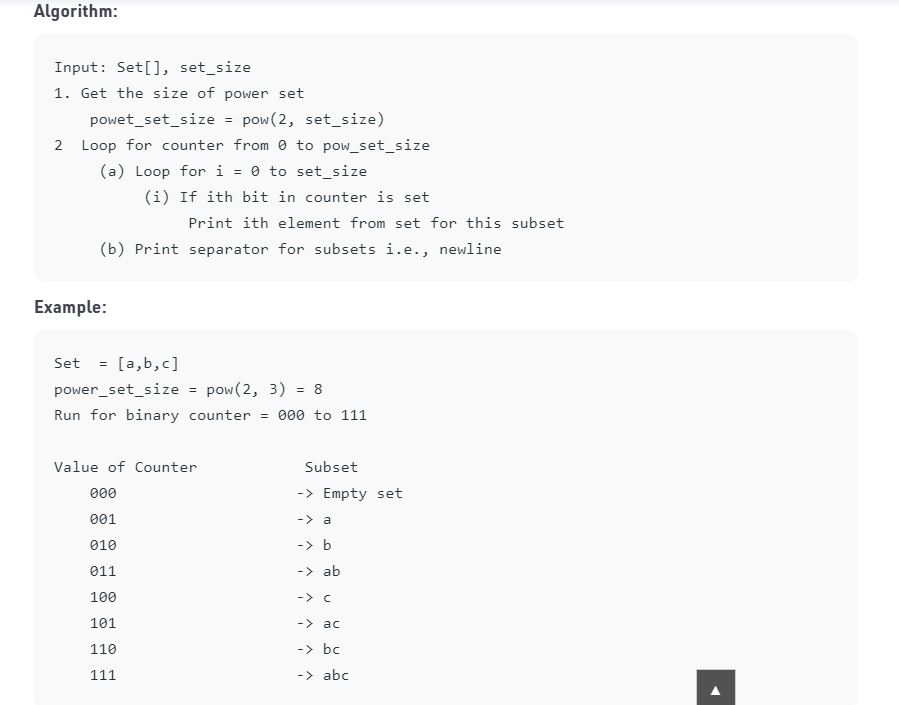 Algorithm:
Input: Set[], set_size
1. Get the size of power set
powet_set_size = pow(2, set_size)
2  Loop for counter from 0 to pow_set_size
(a) Loop for i = 0 to set_size
(i) If ith bit in counter is set
Print ith element from set for this subset
(b) Print separator for subsets i.e., newline
Example:
Set  = [a,b,c]
power_set_size = pow(2, 3) = 8
Run for binary counter = 000 to 111
Value of Counter            Subset
000                    -> Empty set
001                    -> a
010                    -> b
011                    -> ab
100                    -> c
101                    -> ac
110                    -> bc
111                    -> abc